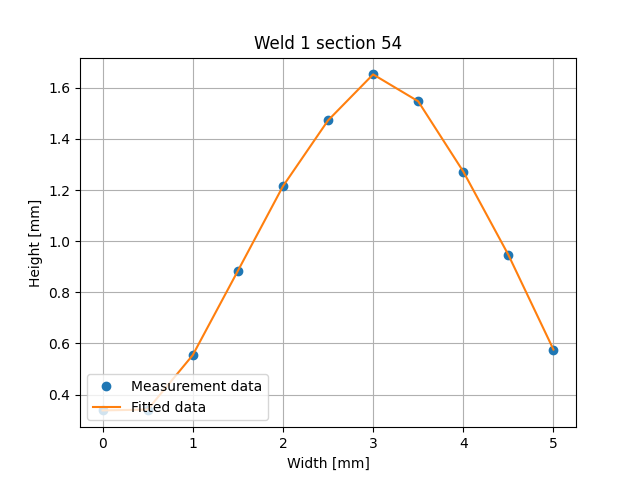 Weld 1 section 54
1.6
1.4
1.2
1.0
0.8
0.6
0.4
Height [mm]
Measurement data
Fitted data
0 1 2 3 4 5
Width [mm]